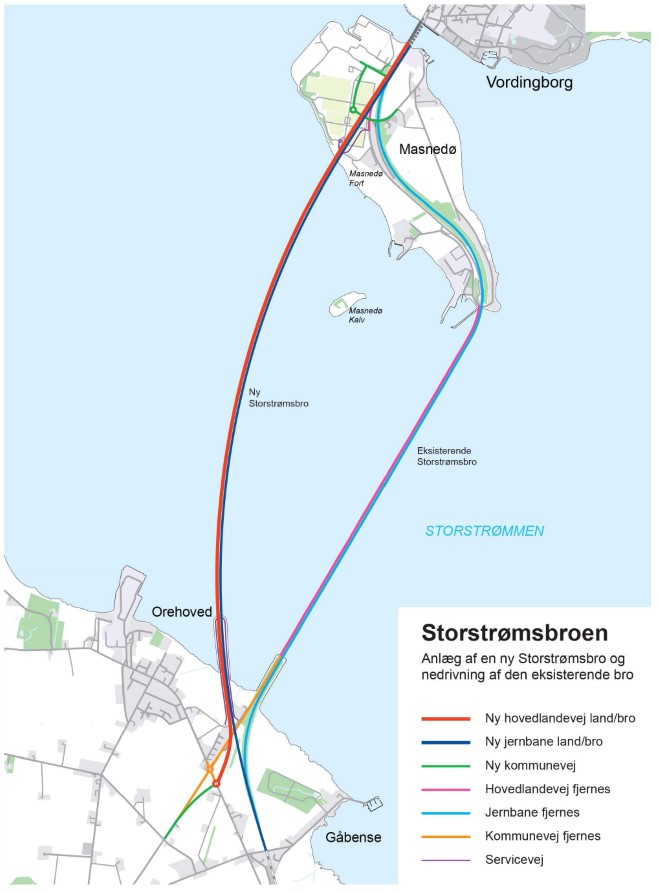 Vordingborg
Masnedø
Masnedø
Fort
Masnedø
Kalv
Ny
Storstrømsbro
Eksisterende
Storstrømsbro
STORSTRØMMEN
Orehoved
Gåbense
Storstrømsbroen
Anlæg af en ny Storstrømsbro og
nedrivning af den eksisterende bro
Ny hovedlandevej land/bro
Ny jernbane land/bro
Ny kommunevej
Hovedlandevej fjernes
Jernbane fjernes
Kommunevej fjernes
Servicevej